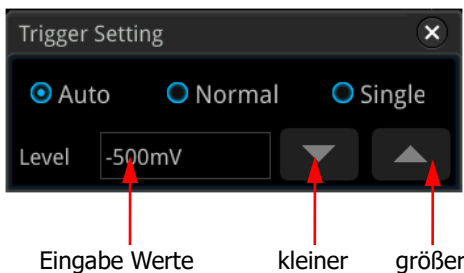 Trigger Setting
Auto Normal Single
Level -500mV
Eingabe Werte kleiner größer